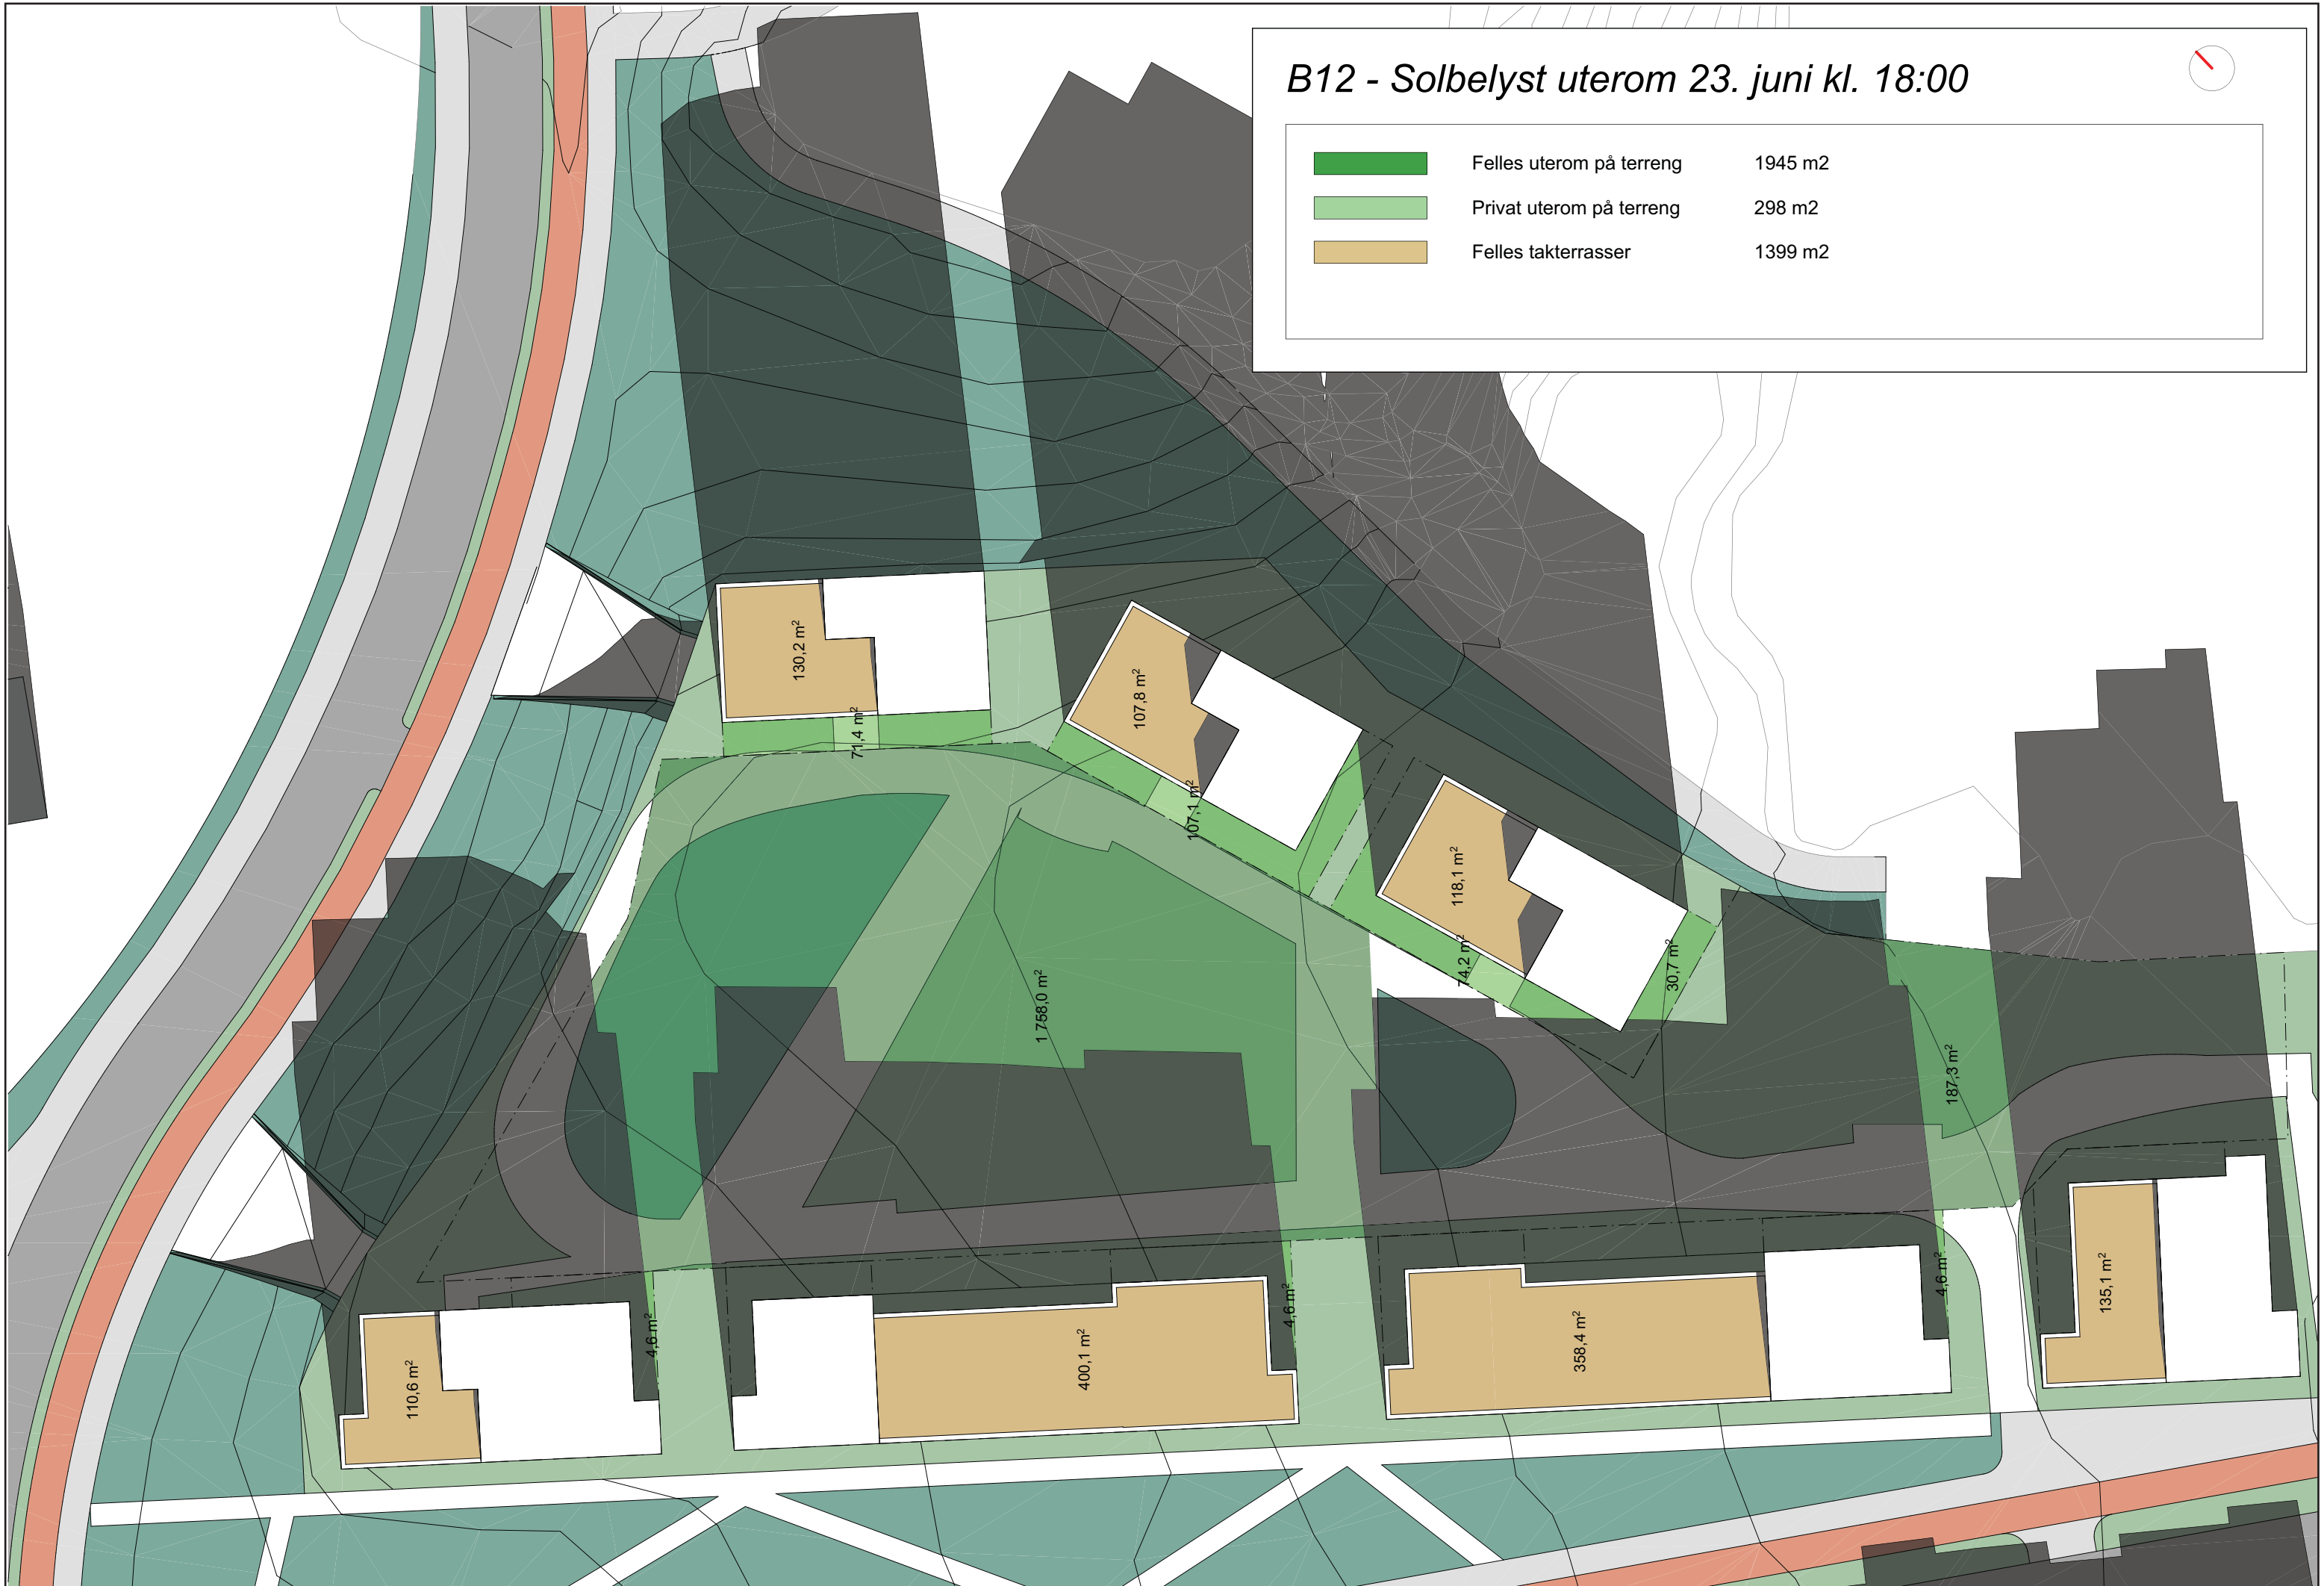 B12 - Solbelyst uterom 23. juni kl. 18:00
Felles uterom på terreng 1945 m2
Privat uterom på terreng 298 m2
Felles takterrasser 1399 m2
130,2 m²
107,8 m²
71,4 m²
107,1 m²
118,1 m²
74,2 m²
30,7 m²
1 758,0 m²
187,3 m²
4,6 m²
4,6 m²
4,6 m²
110,6 m²
400,1 m²
358,4 m²
135,1 m²